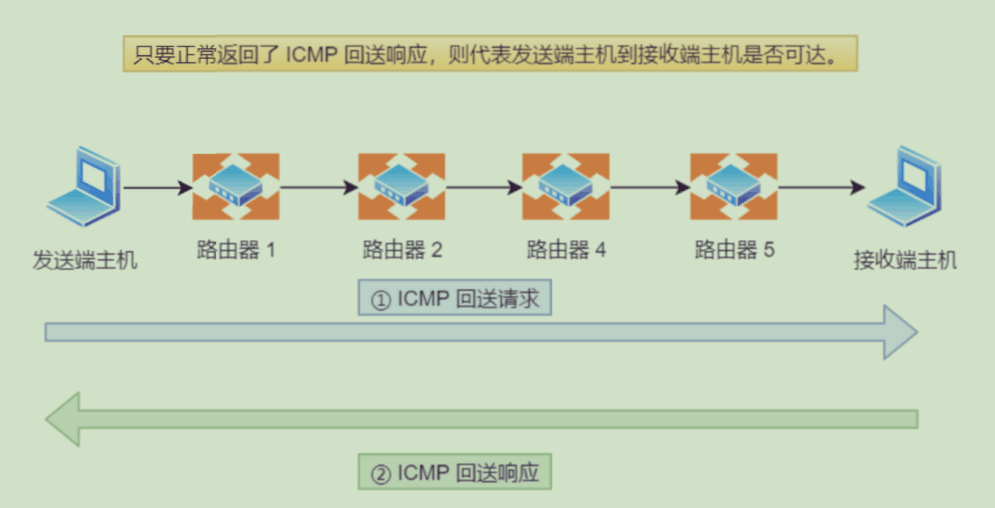 只要正常返回了 ICMP 回送响应，则代表发送端主机到接收端主机是否可达。
发送端主机
路由器 1
路由器 2
路由器 4
路由器 5
接收端主机
① ICMP 回送请求
② ICMP 回送响应